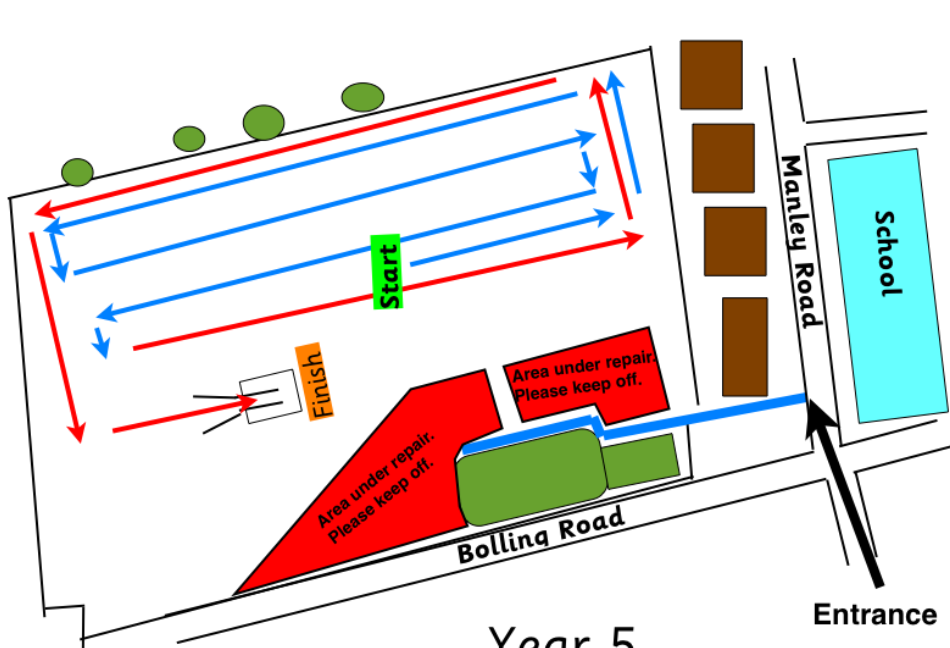 Manley Road
School
Start
Finish
Area under repair.
Please keep off.
Area under repair.
Please keep off.
Bolling Road
Entrance
Year 5